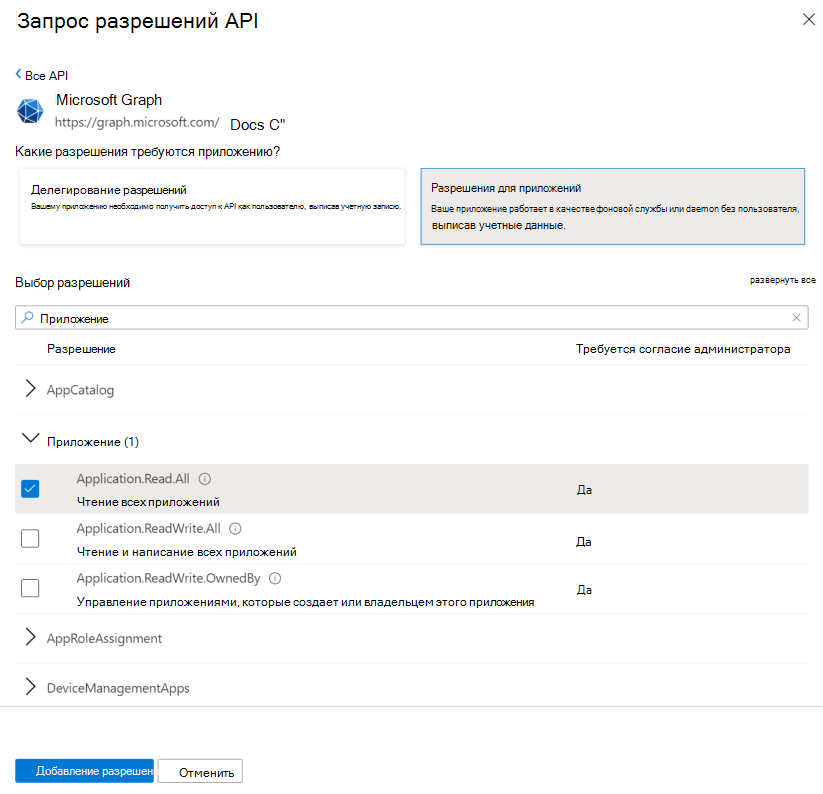 Запрос разрешений API
Все API
Microsoft Graph
https://graph.microsoft.com/ Docs C"
Какие разрешения требуются приложению?
Делегирование разрешений
Вашему приложению необходимо получить доступ к API как пользователю, выписав учетную записю.
Разрешения для приложений
Ваше приложение работает в качестве фоновой службы или daemon без пользователя,
выписав учетные данные.
Выбор разрешений
развернуть все
Приложение
Разрешение Требуется согласие администратора
AppCatalog
Приложение (1)
Application.Read.All
Чтение всех приложений
Да
Application.ReadWrite.All
Чтение и написание всех приложений
Да
Application.ReadWrite.OwnedBy
Управление приложениями, которые создает или владельцем этого приложения
Да
AppRoleAssignment
DeviceManagementApps
Добавление разрешен Отменить